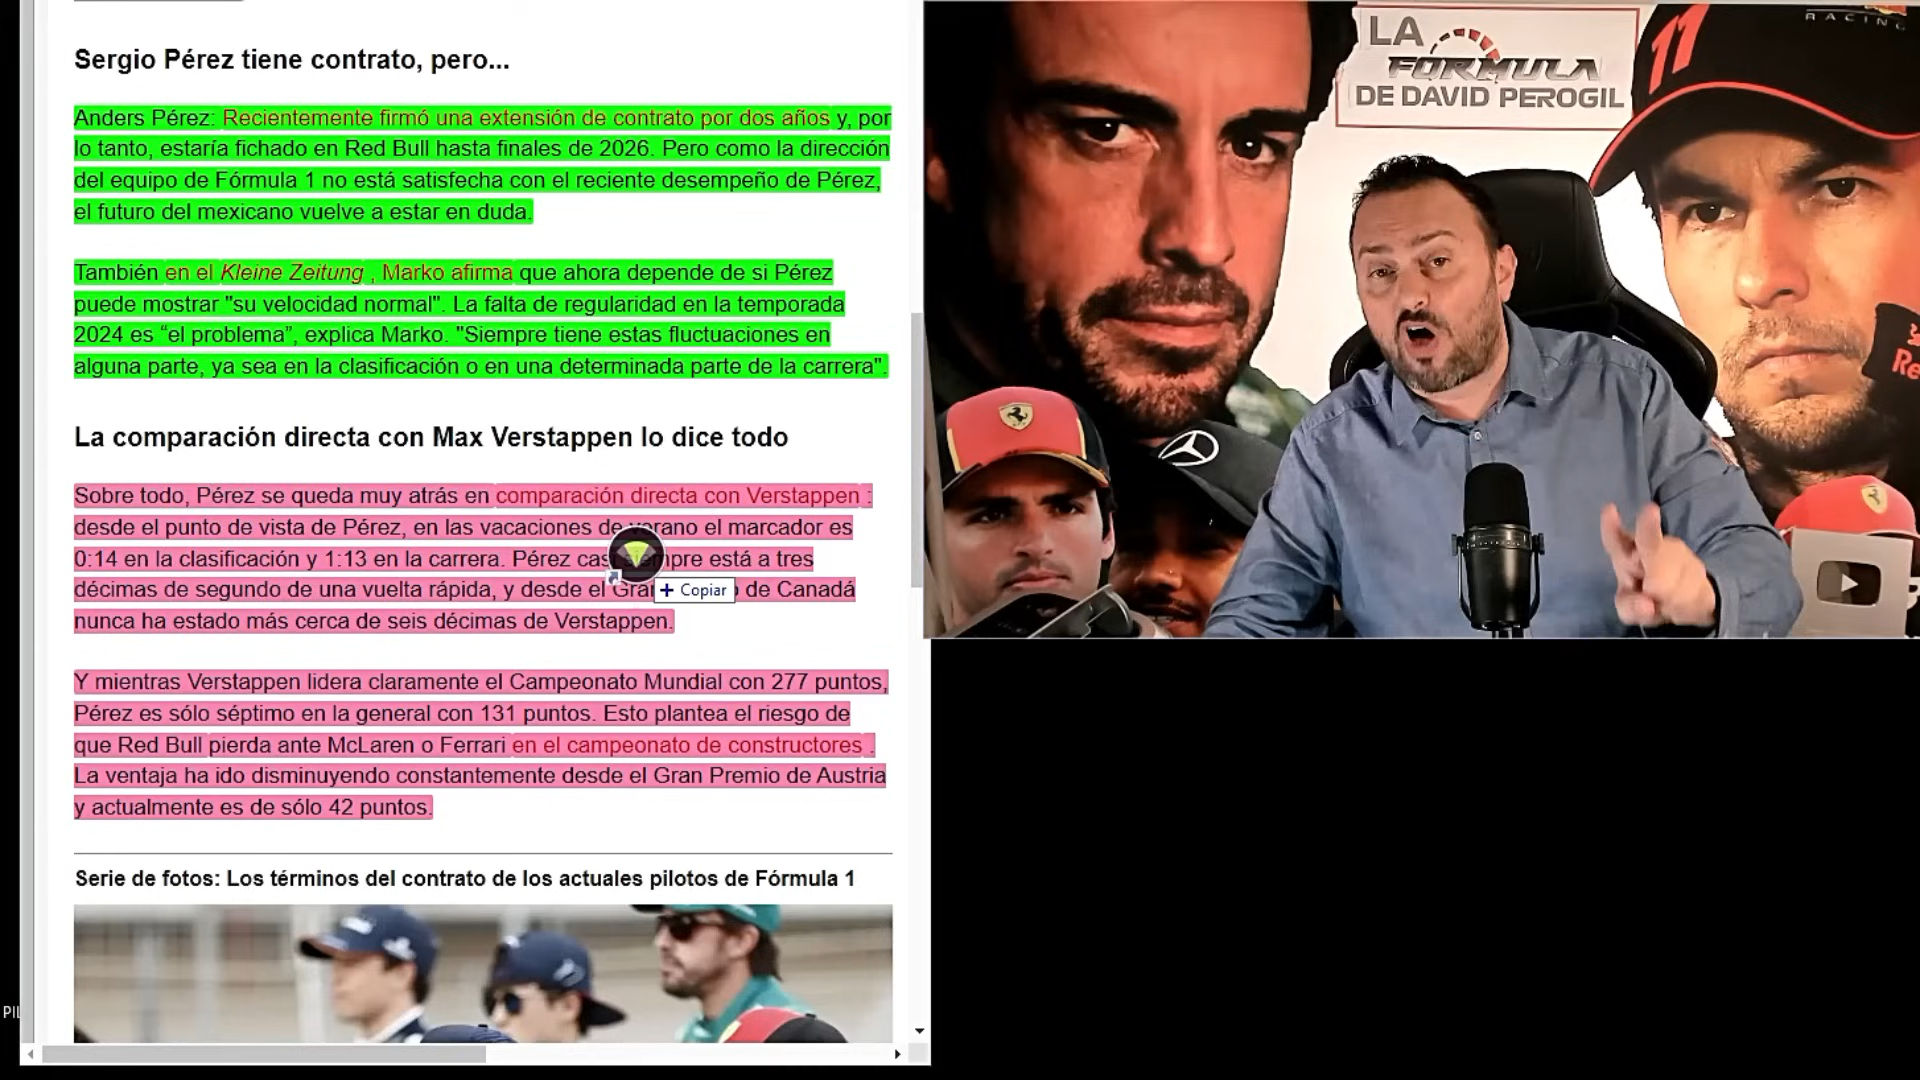 Sergio Pérez tiene contrato, pero...
Anders Pérez: Recientemente firmó una extensión de contrato por dos años y, por
lo tanto, estaría fichado en Red Bull hasta finales de 2026. Pero como la dirección
del equipo de Fórmula 1 no está satisfecha con el reciente desempeño de Pérez,
el futuro del mexicano vuelve a estar en duda.
También en el Kleine Zeitung , Marko afirma que ahora depende de si Pérez
puede mostrar "su velocidad normal". La falta de regularidad en la temporada
2024 es “el problema”, explica Marko. "Siempre tiene estas fluctuaciones en
alguna parte, ya sea en la clasificación o en una determinada parte de la carrera".
La comparación directa con Max Verstappen lo dice todo
Sobre todo, Pérez se queda muy atrás en comparación directa con Verstappen :
desde el punto de vista de Pérez, en las vacaciones de verano el marcador es
0:14 en la clasificación y 1:13 en la carrera. Pérez casi siempre está a tres
décimas de segundo de una vuelta rápida, y desde el Gran de Canadá
+ Copiar
nunca ha estado más cerca de seis décimas de Verstappen.
Y mientras Verstappen lidera claramente el Campeonato Mundial con 277 puntos,
Pérez es sólo séptimo en la general con 131 puntos. Esto plantea el riesgo de
que Red Bull pierda ante McLaren o Ferrari en el campeonato de constructores .
La ventaja ha ido disminuyendo constantemente desde el Gran Premio de Austria
y actualmente es de sólo 42 puntos.
Serie de fotos: Los términos del contrato de los actuales pilotos de Fórmula 1
LA
FÓRMULA
DE DAVID PEROGIL
RACING
11
Re